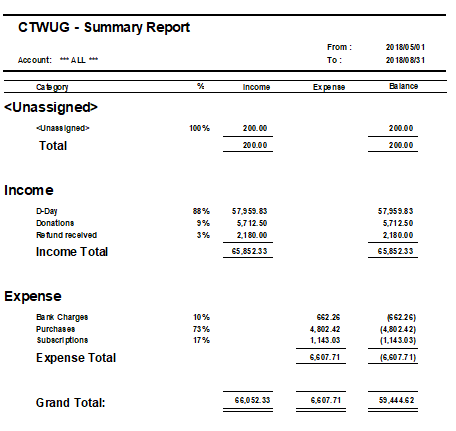 CTWUG - Summary Report
From : 2018/05/01
Account: *** ALL *** To : 2018/08/31
Category % Income Expense Balance
<Unassigned>
<Unassigned> 100% 200.00 200.00
Total 200.00 200.00
Income
D-Day 88% 57,959.83 57,959.83
Donations 9% 5,712.50 5,712.50
Refund received 3% 2,180.00 2,180.00
Income Total 65,852.33 65,852.33
Expense
Bank Charges 10% 662.26 (662.26)
Purchases 73% 4,802.42 (4,802.42)
Subscriptions 17% 1,143.03 (1,143.03)
Expense Total 6,607.71 (6,607.71)
Grand Total: 66,052.33 6,607.71 59,444.62